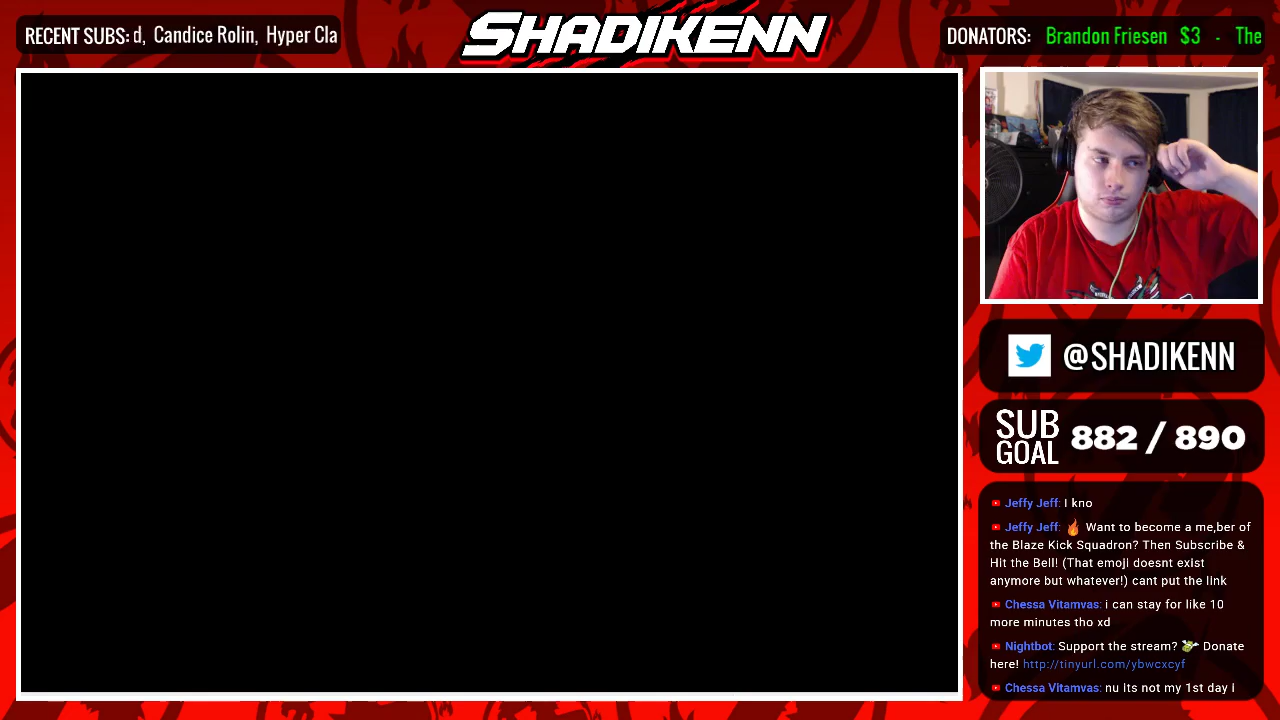 RECENT SUBS: d, Candice Rolin, Hyper Cla
SHADIKENN
DONATORS: Brandon Friesen $3 - The
@SHADIKENN
SUB GOAL 882 / 890
Jeffy Jeff: I kno
Jeffy Jeff: 🔥 Want to become a me,ber of
the Blaze Kick Squadron? Then Subscribe &
Hit the Bell! (That emoji doesnt exist
anymore but whatever!) cant put the link
Chessa Vitamvas: i can stay for like 10
more minutes tho xd
Nightbot: Support the stream? 💸 Donate
here! http://tinyurl.com/ybwcxcyf
Chessa Vitamvas: nu Its not my 1st day I